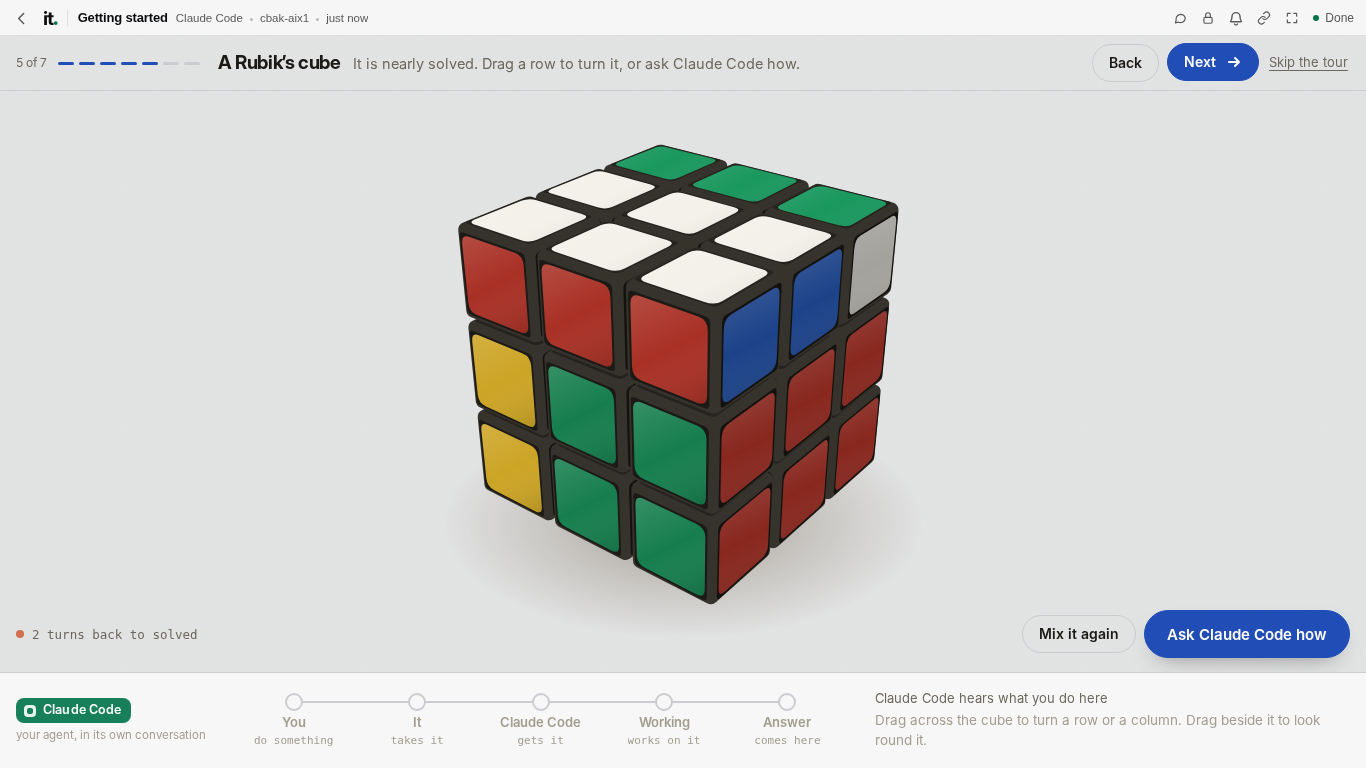 it.
Getting started Claude Code • cbak-aix1 • just now
Done
5 of 7
A Rubik's cube It is nearly solved. Drag a row to turn it, or ask Claude Code how.
Back
Next →
Skip the tour
2 turns back to solved
Mix it again
Ask Claude Code how
Claude Code
your agent, in its own conversation
You
do something
It
takes it
Claude Code
gets it
Working
works on it
Answer
comes here
Claude Code hears what you do here
Drag across the cube to turn a row or a column. Drag beside it to look
round it.